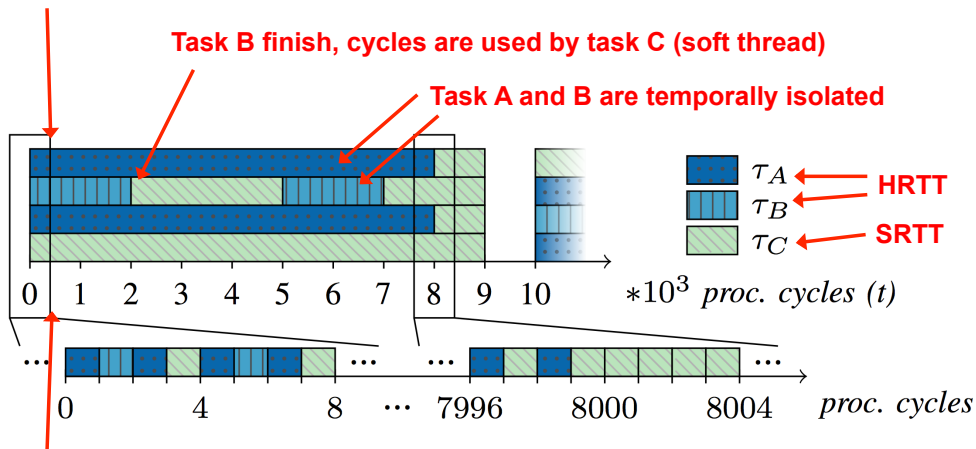 Task B finish, cycles are used by task C (soft thread)
Task A and B are temporally isolated
τA
HRTT
τB
τC
SRTT
0 1 2 3 4 5 6 7 8 9 10 *10³ proc. cycles (t)
... ... ... ...
0 4 8 ... 7996 8000 8004 proc. cycles